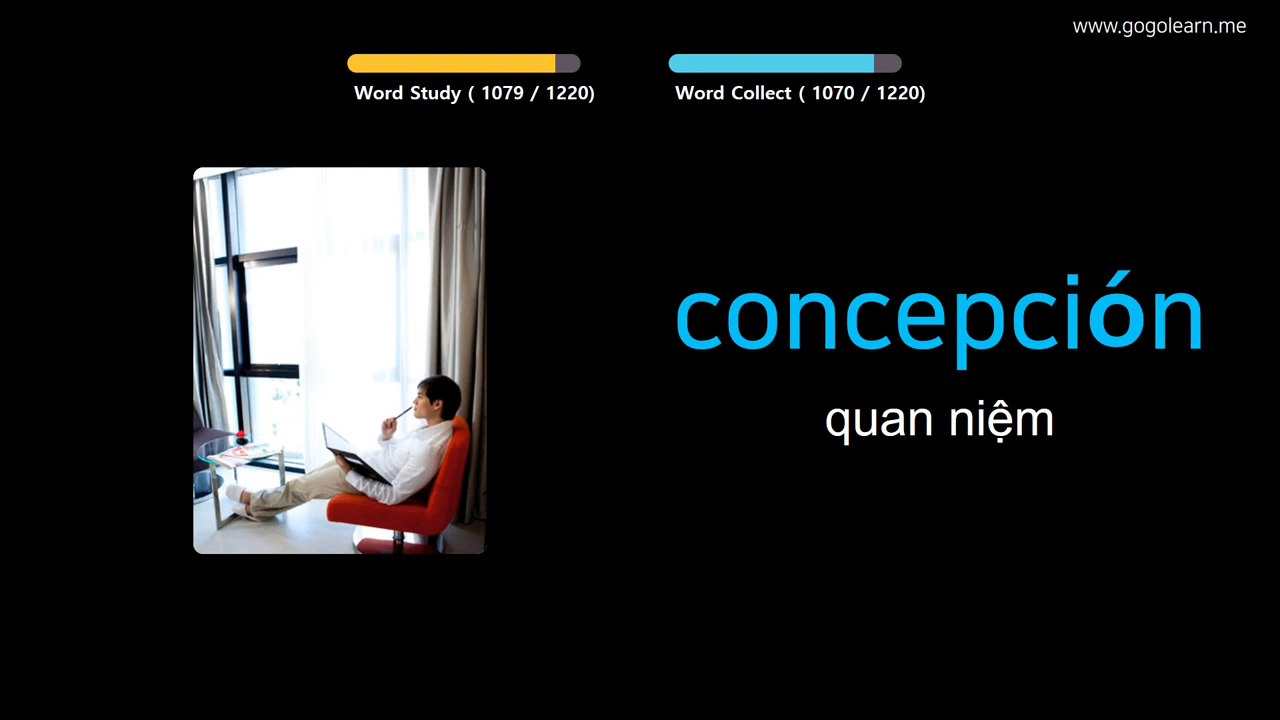 www.gogolearn.me
Word Study ( 1079 / 1220)
Word Collect ( 1070 / 1220)
concepción
quan niệm